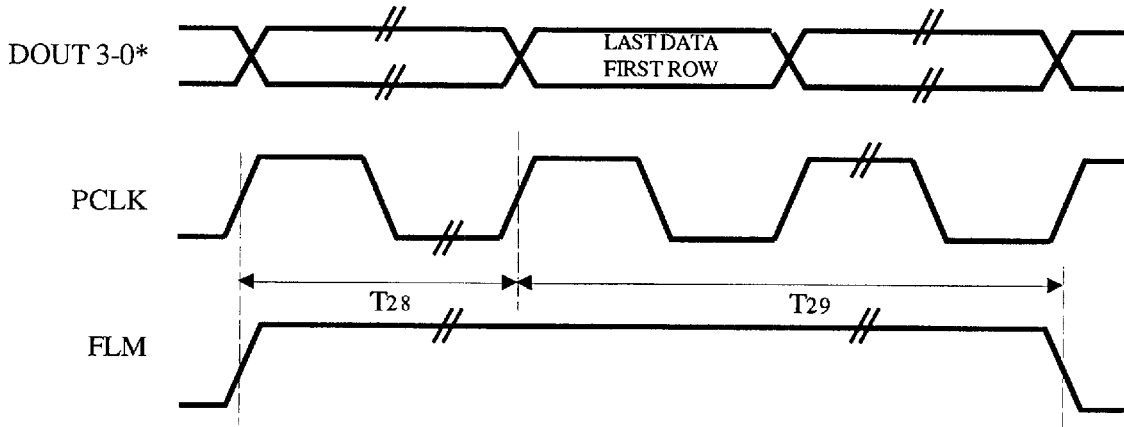 DOUT 3-0*
LAST DATA
FIRST ROW
PCLK
T28
T29
FLM